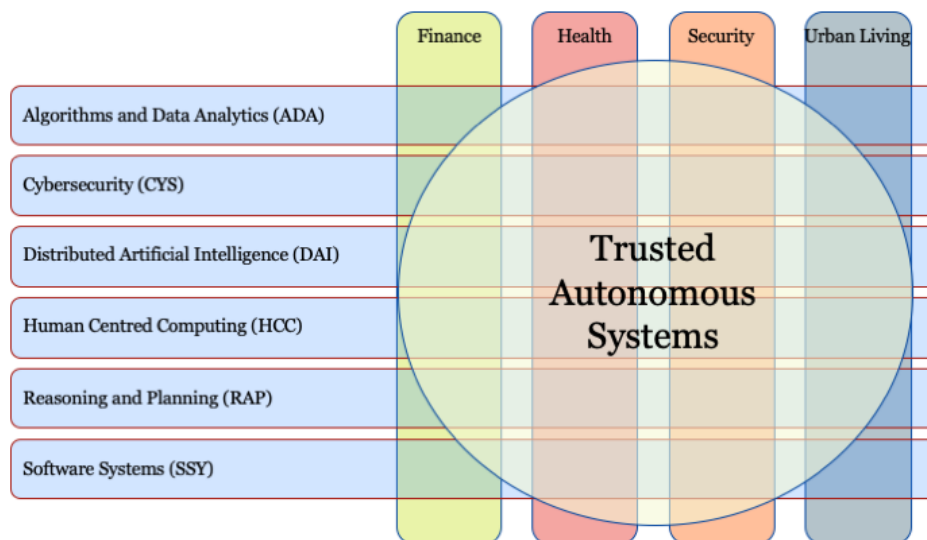 Finance
Health
Security
Urban Living
Algorithms and Data Analytics (ADA)
Cybersecurity (CYS)
Distributed Artificial Intelligence (DAI)
Human Centred Computing (HCC)
Reasoning and Planning (RAP)
Software Systems (SSY)
Trusted
Autonomous
Systems